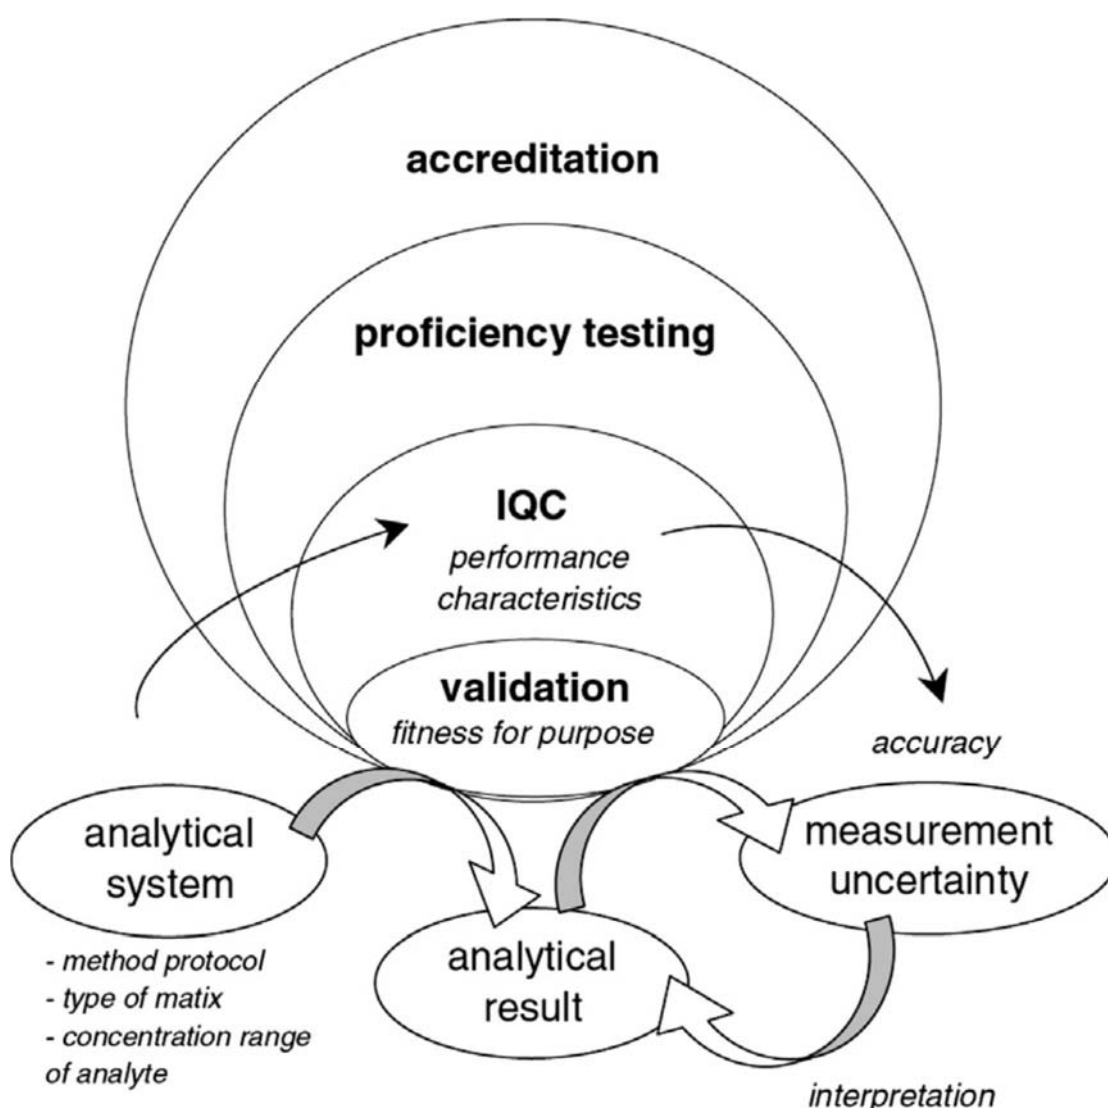 accreditation
proficiency testing
IQC
performance
characteristics
validation
fitness for purpose
accuracy
analytical
system
measurement
uncertainty
- method protocol
- type of matix
- concentration range
of analyte
analytical
result
interpretation